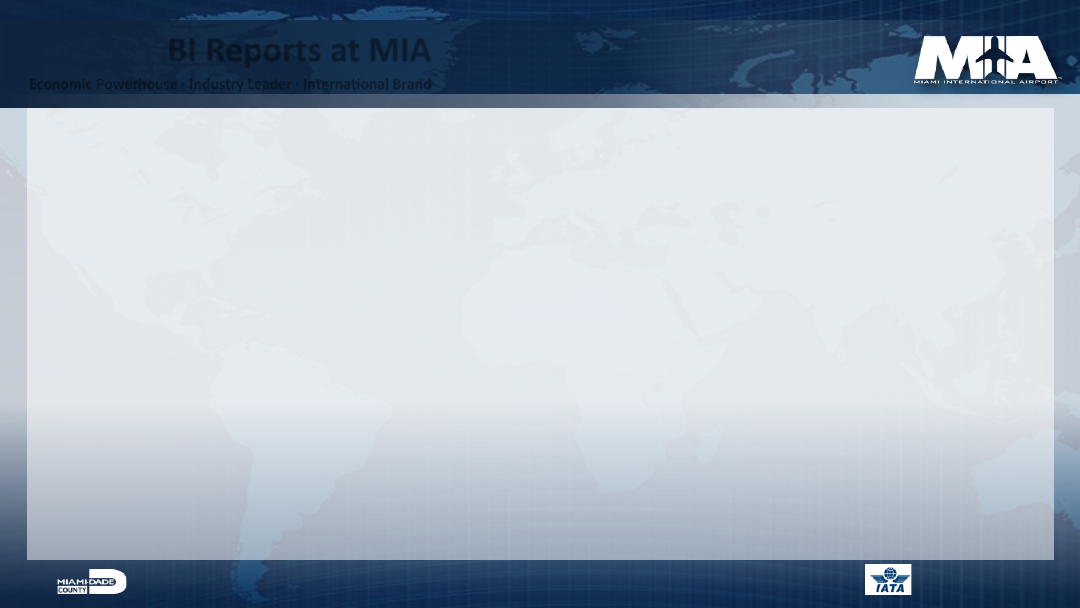 BI Reports at MIA
Economic Powerhouse · Industry Leader · International Brand
MIA
MIAMI INTERNATIONAL AIRPORT
MIAMI-DADE
COUNTY
IATA